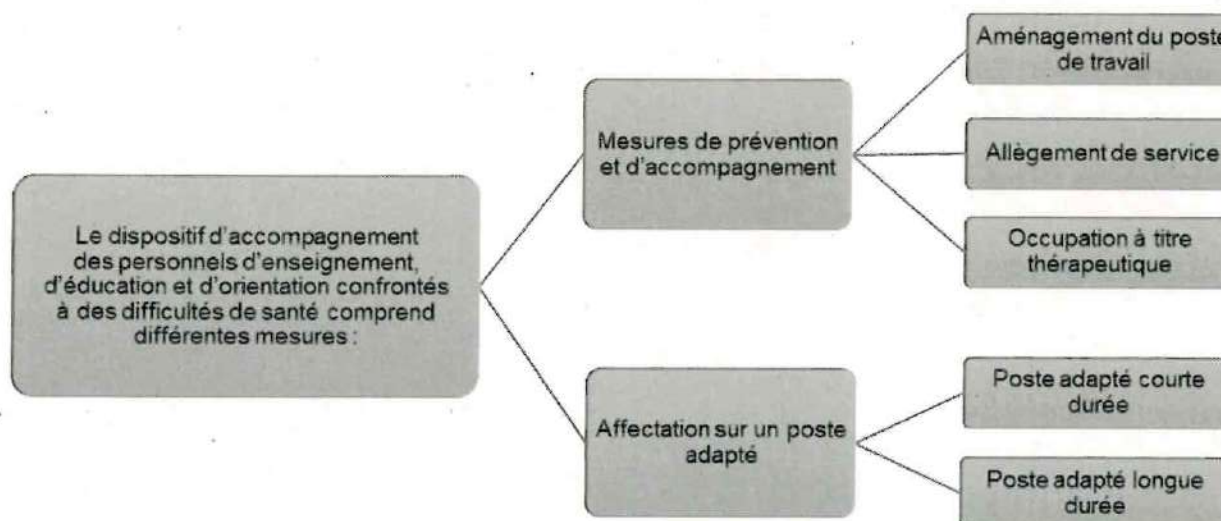 Le dispositif d'accompagnement
des personnels d'enseignement,
d'éducation et d'orientation confrontés
à des difficultés de santé comprend
différentes mesures :
Mesures de prévention
et d'accompagnement
Aménagement du poste
de travail
Allègement de service
Occupation à titre
thérapeutique
Affectation sur un poste
adapté
Poste adapté courte
durée
Poste adapté longue
durée